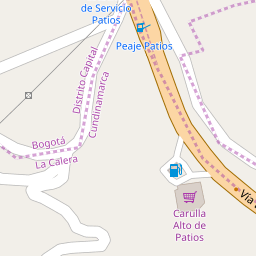 de Servicio
Patios
Peaje Patios
Distrito Capital
Cundinamarca
Bogotá
La Calera
Carulla
Alto de
Patios
Vía